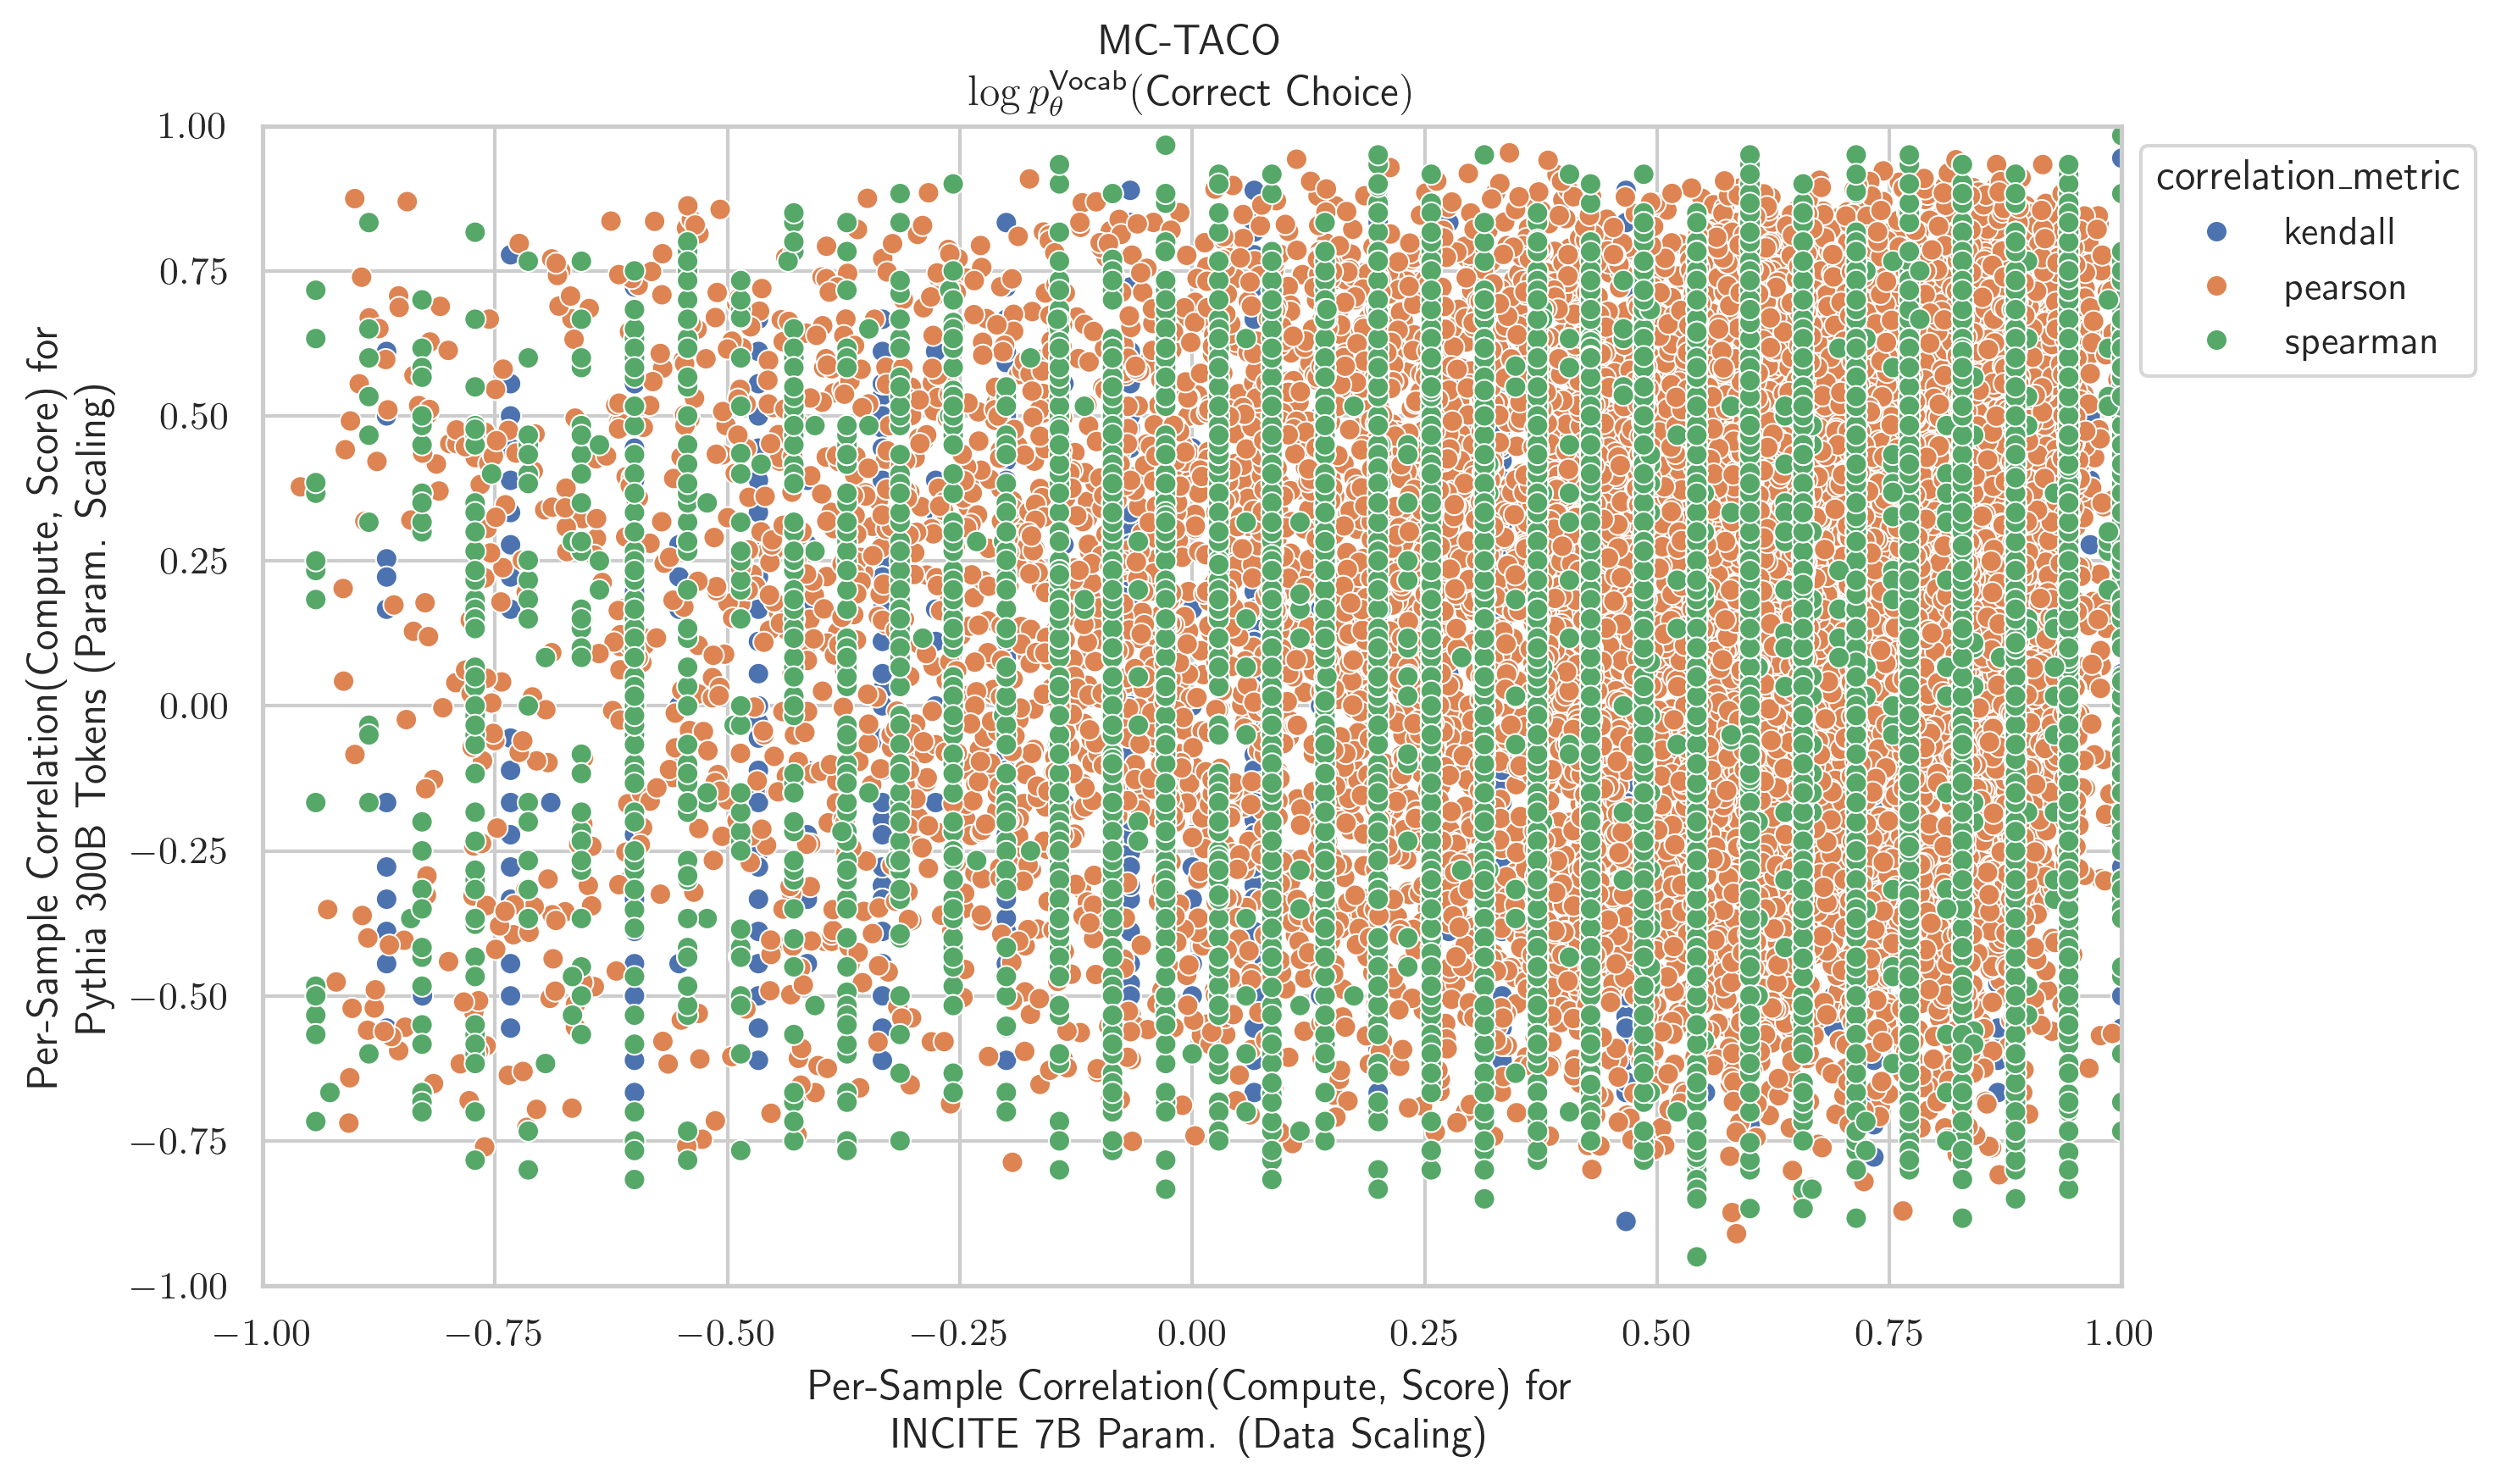 MC-TACO
log p_θ^Vocab(Correct Choice)
1.00
0.75
0.50
0.25
0.00
−0.25
−0.50
−0.75
−1.00
Per-Sample Correlation(Compute, Score) for
Pythia 300B Tokens (Param. Scaling)
−1.00 −0.75 −0.50 −0.25 0.00 0.25 0.50 0.75 1.00
Per-Sample Correlation(Compute, Score) for
INCITE 7B Param. (Data Scaling)
correlation_metric
kendall
pearson
spearman